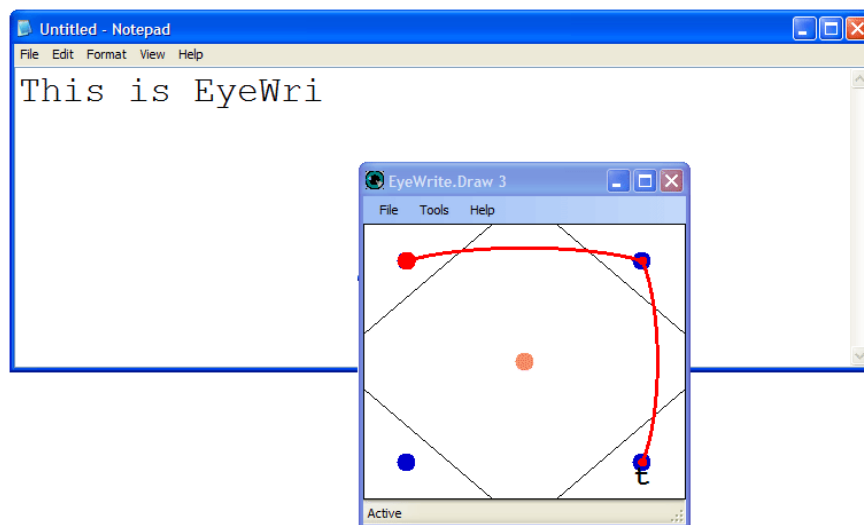 Untitled - Notepad
File Edit Format View Help
This is EyeWri
EyeWrite.Draw 3
File Tools Help
t
Active